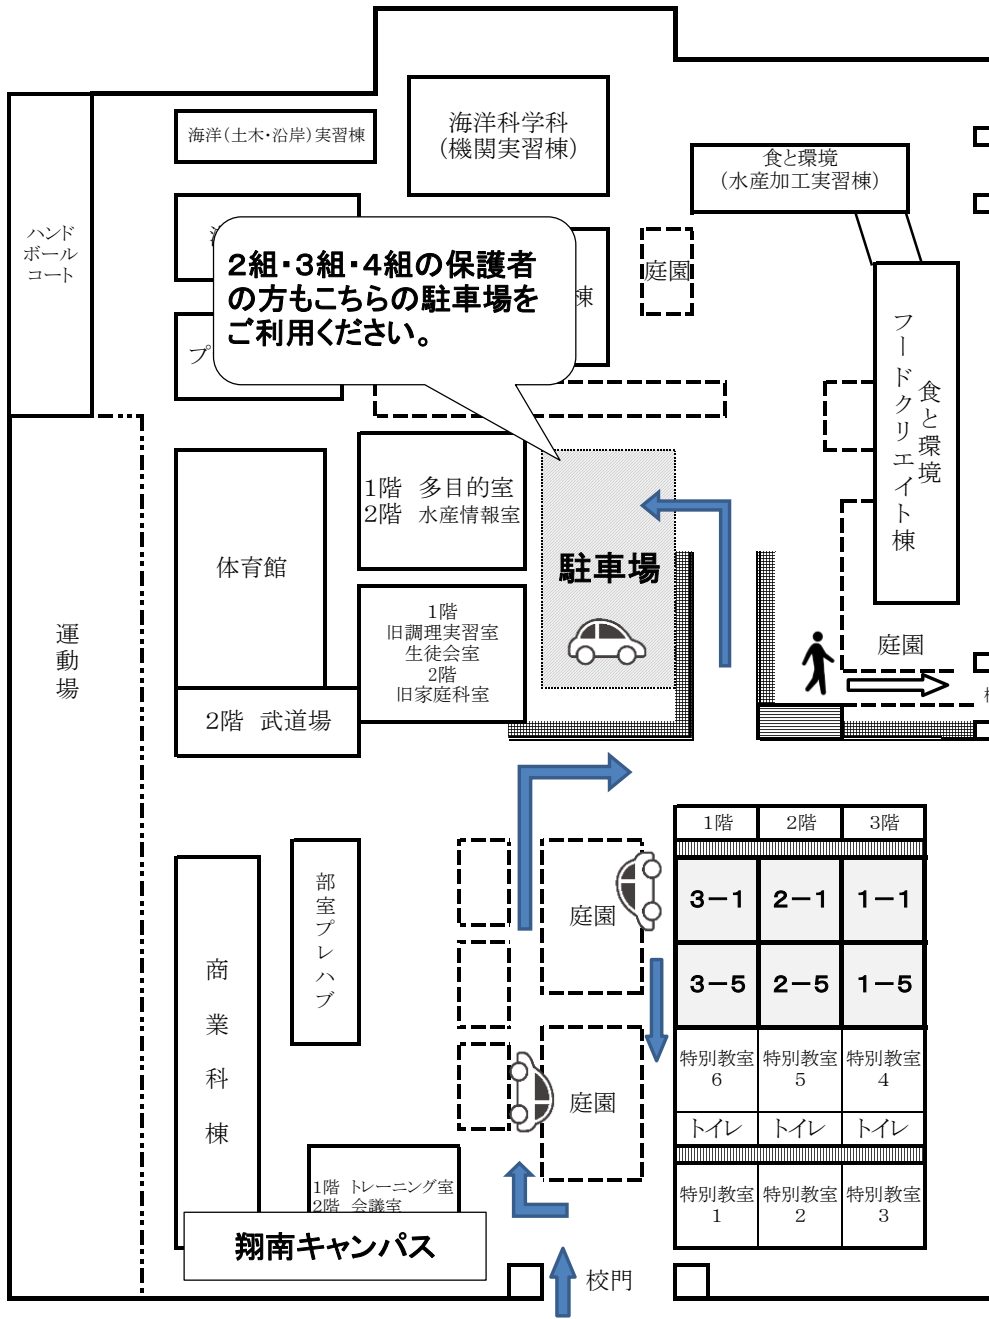 海洋科学科
(機関実習棟)
海洋(土木・沿岸)実習棟
食と環境
(水産加工実習棟)
ハンド
ボール
コート
2組・3組・4組の保護者
の方もこちらの駐車場を
ご利用ください。
棟
庭園
プ
フードクリエイト棟
食と環境
1階 多目的室
2階 水産情報室
体育館
駐車場
1階
旧調理実習室
生徒会室
2階
旧家庭科室
運動場
庭園
2階 武道場
1階 2階 3階
部室プレハブ
庭園
3-1 2-1 1-1
商業科棟
3-5 2-5 1-5
特別教室 特別教室 特別教室
6 5 4
庭園
トイレ トイレ トイレ
1階 トレーニング室
2階 会議室
特別教室 特別教室 特別教室
1 2 3
翔南キャンパス
校門